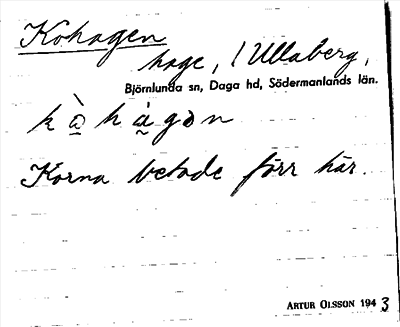 Kohagen
hage, / Ullaberg,
Björnlunda sn, Daga hd, Södermanlands län.
k ò̱ h à̱ g ə n
Korna betade förr här.
ARTUR OLSSON 1943